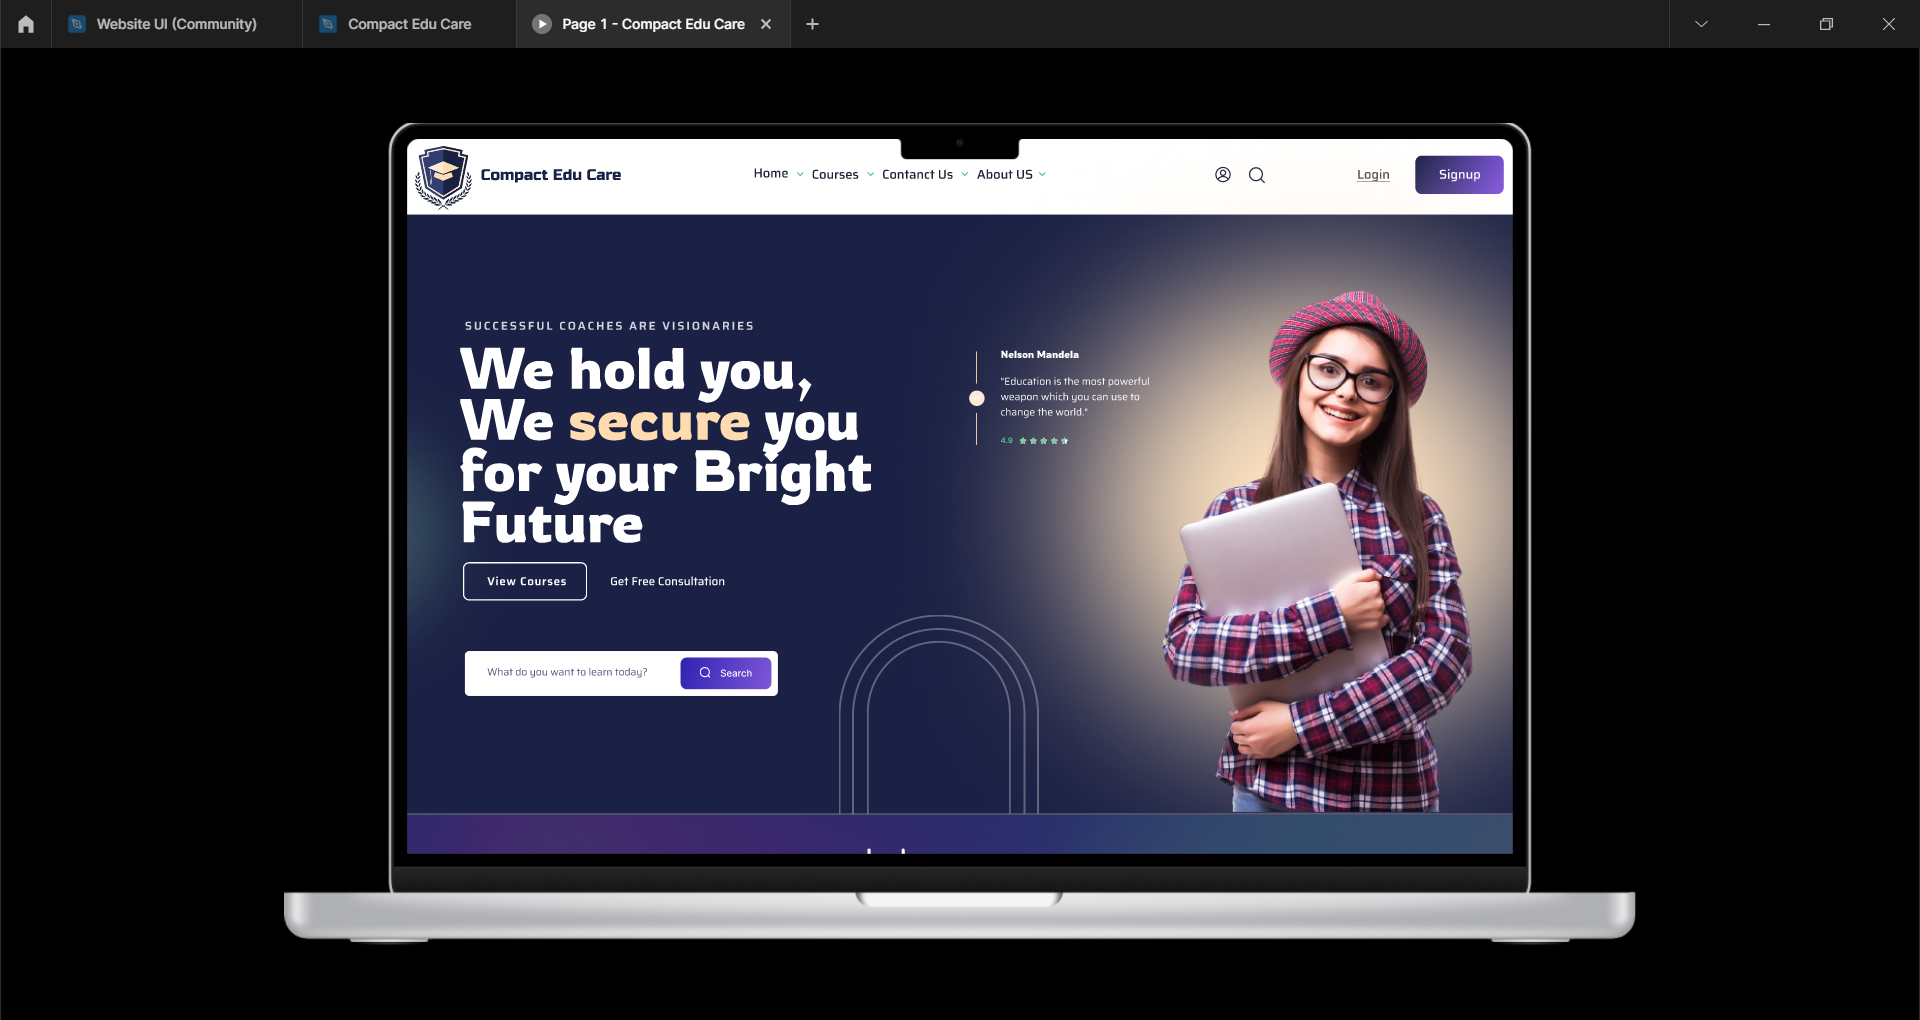 Website UI (Community)
Compact Edu Care
Page 1 - Compact Edu Care
Compact Edu Care
Home
Courses
Contanct Us
About US
Login
Signup
SUCCESSFUL COACHES ARE VISIONARIES
We hold you,
We secure you
for your Bright
Future
View Courses
Get Free Consultation
What do you want to learn today?
Search
Nelson Mandela
"Education is the most powerful
weapon which you can use to
change the world."
4.9